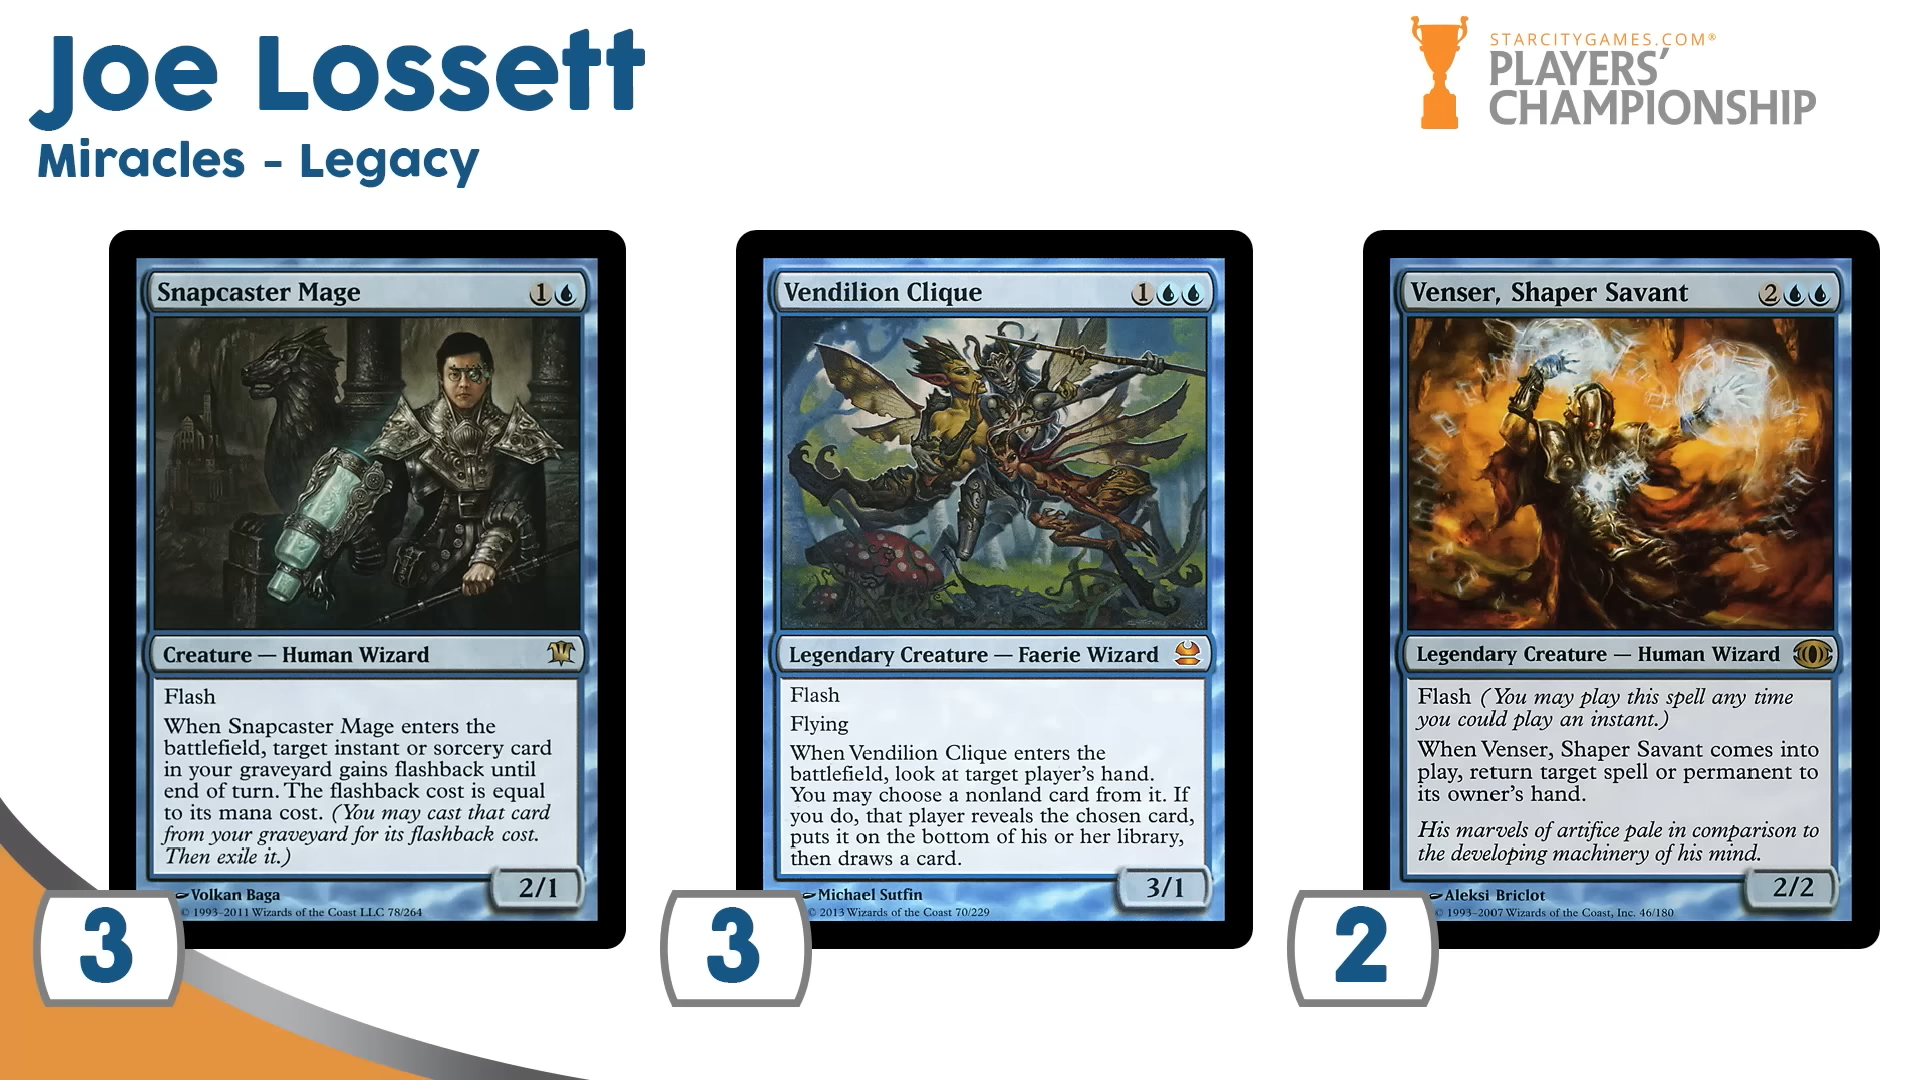 Joe Lossett
Miracles - Legacy
STARCITYGAMES.COM®
PLAYERS'
CHAMPIONSHIP
Snapcaster Mage 1
Creature — Human Wizard
Flash
When Snapcaster Mage enters the
battlefield, target instant or sorcery card
in your graveyard gains flashback until
end of turn. The flashback cost is equal
to its mana cost. (You may cast that card
from your graveyard for its flashback cost.
Then exile it.)
2/1
Volkan Baga
© 1993–2011 Wizards of the Coast LLC 78/264
3
Vendilion Clique 1
Legendary Creature — Faerie Wizard
Flash
Flying
When Vendilion Clique enters the
battlefield, look at target player's hand.
You may choose a nonland card from it. If
you do, that player reveals the chosen card,
puts it on the bottom of his or her library,
then draws a card.
3/1
Michael Sutfin
© 2013 Wizards of the Coast 70/229
3
Venser, Shaper Savant 2
Legendary Creature — Human Wizard
Flash (You may play this spell any time
you could play an instant.)
When Venser, Shaper Savant comes into
play, return target spell or permanent to
its owner's hand.
His marvels of artifice pale in comparison to
the developing machinery of his mind.
2/2
Aleksi Briclot
© 1993–2007 Wizards of the Coast, Inc. 46/180
2